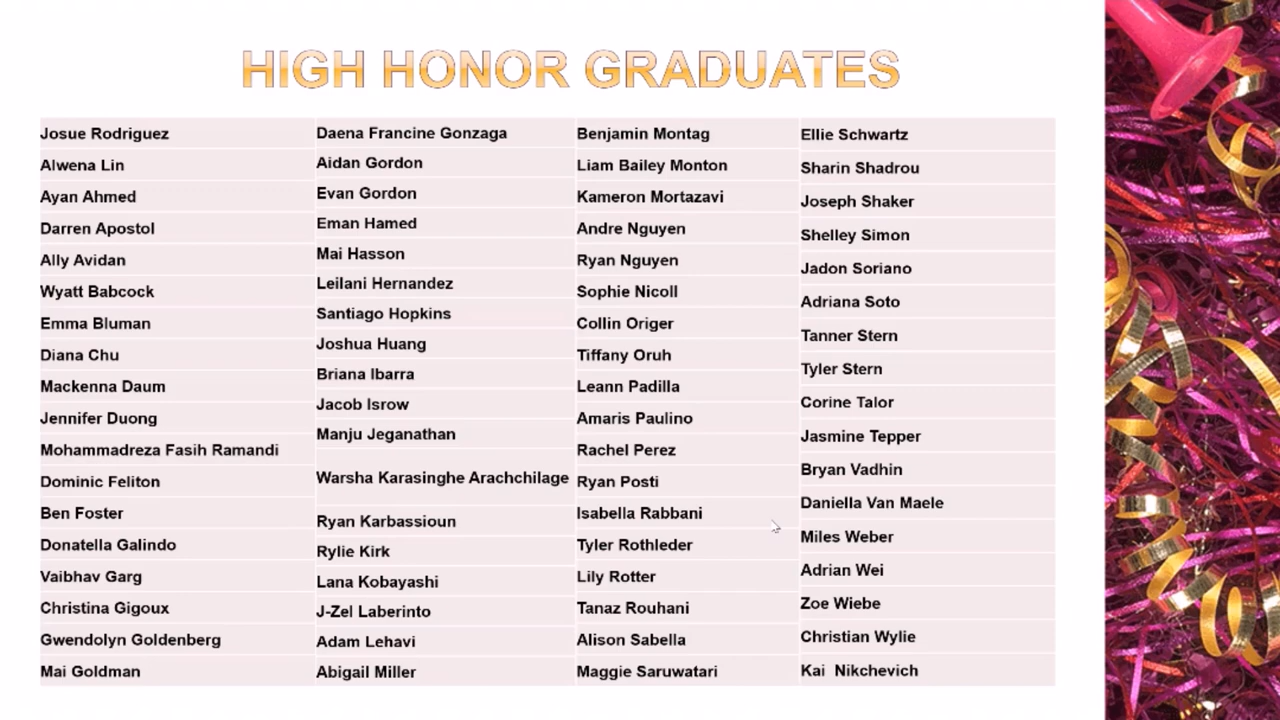 HIGH HONOR GRADUATES
Josue Rodriguez
Alwena Lin
Ayan Ahmed
Darren Apostol
Ally Avidan
Wyatt Babcock
Emma Bluman
Diana Chu
Mackenna Daum
Jennifer Duong
Mohammadreza Fasih Ramandi
Dominic Feliton
Ben Foster
Donatella Galindo
Vaibhav Garg
Christina Gigoux
Gwendolyn Goldenberg
Mai Goldman
Daena Francine Gonzaga
Aidan Gordon
Evan Gordon
Eman Hamed
Mai Hasson
Leilani Hernandez
Santiago Hopkins
Joshua Huang
Briana Ibarra
Jacob Isrow
Manju Jeganathan
Warsha Karasinghe Arachchilage
Ryan Karbassioun
Rylie Kirk
Lana Kobayashi
J-Zel Laberinto
Adam Lehavi
Abigail Miller
Benjamin Montag
Liam Bailey Monton
Kameron Mortazavi
Andre Nguyen
Ryan Nguyen
Sophie Nicoll
Collin Origer
Tiffany Oruh
Leann Padilla
Amaris Paulino
Rachel Perez
Ryan Posti
Isabella Rabbani
Tyler Rothleder
Lily Rotter
Tanaz Rouhani
Alison Sabella
Maggie Saruwatari
Ellie Schwartz
Sharin Shadrou
Joseph Shaker
Shelley Simon
Jadon Soriano
Adriana Soto
Tanner Stern
Tyler Stern
Corine Talor
Jasmine Tepper
Bryan Vadhin
Daniella Van Maele
Miles Weber
Adrian Wei
Zoe Wiebe
Christian Wylie
Kai  Nikchevich